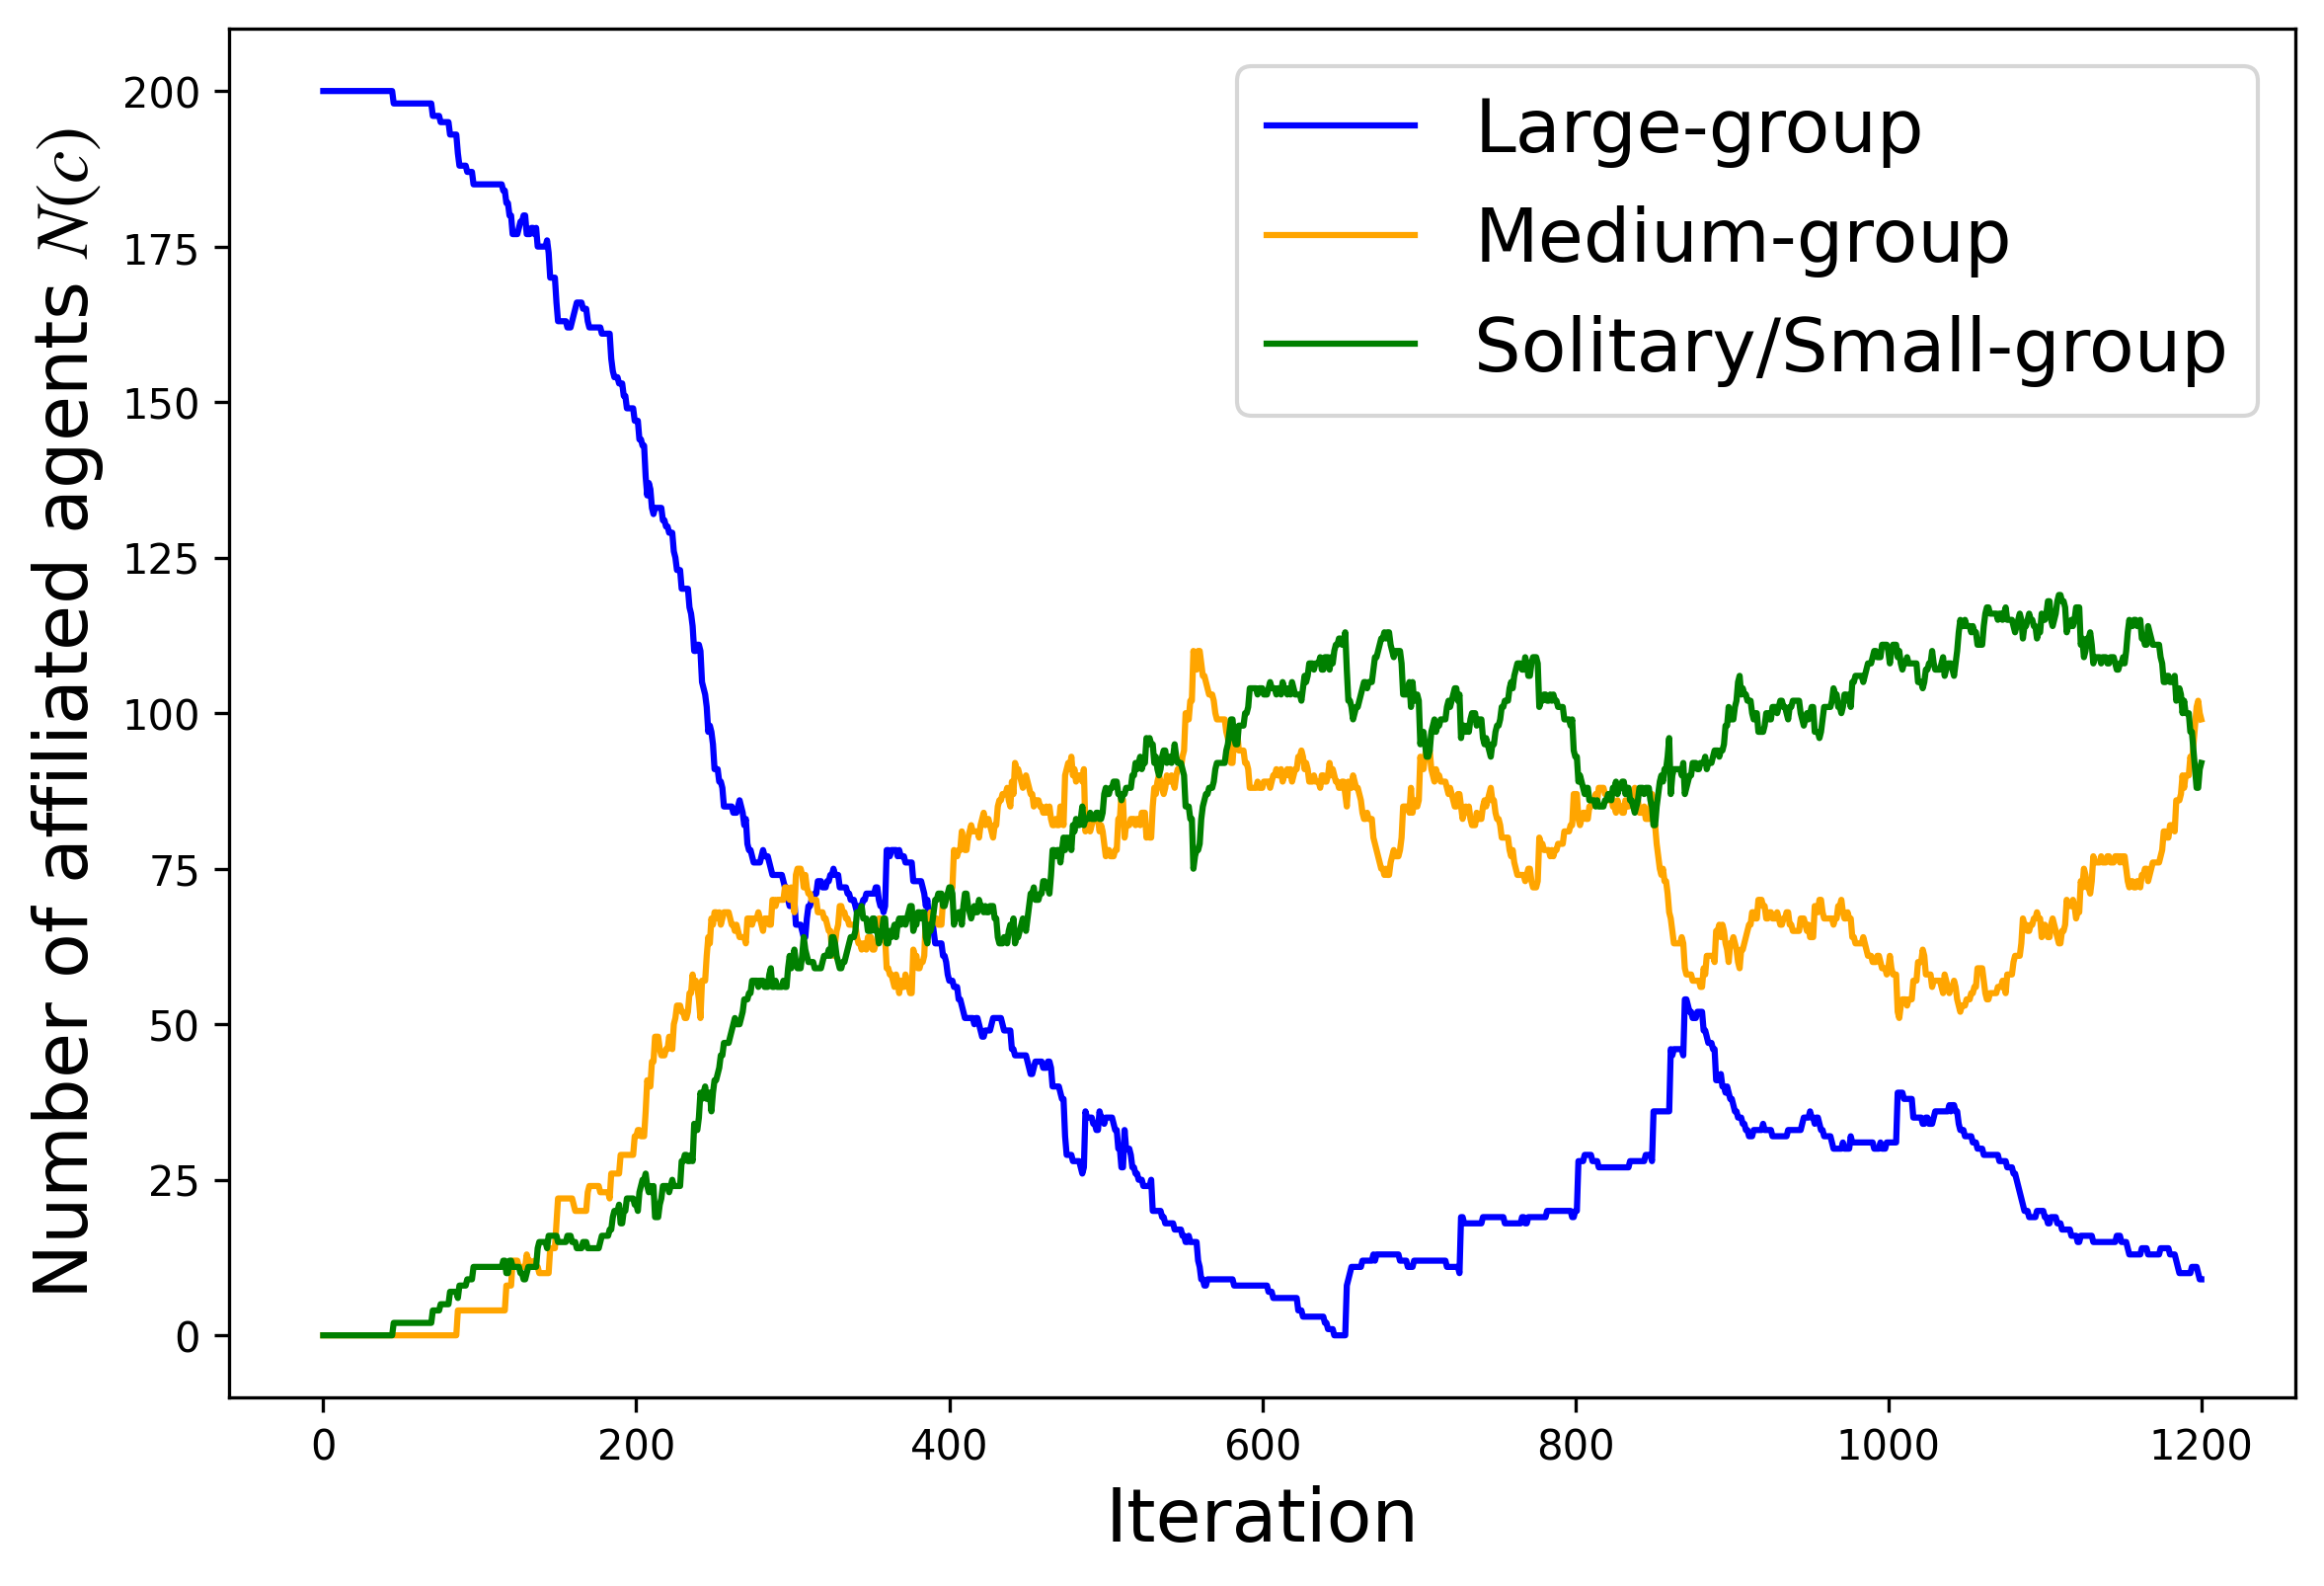 Number of affiliated agents N(c)
200
175
150
125
100
75
50
25
0
Large-group
Medium-group
Solitary/Small-group
0 200 400 600 800 1000 1200
Iteration